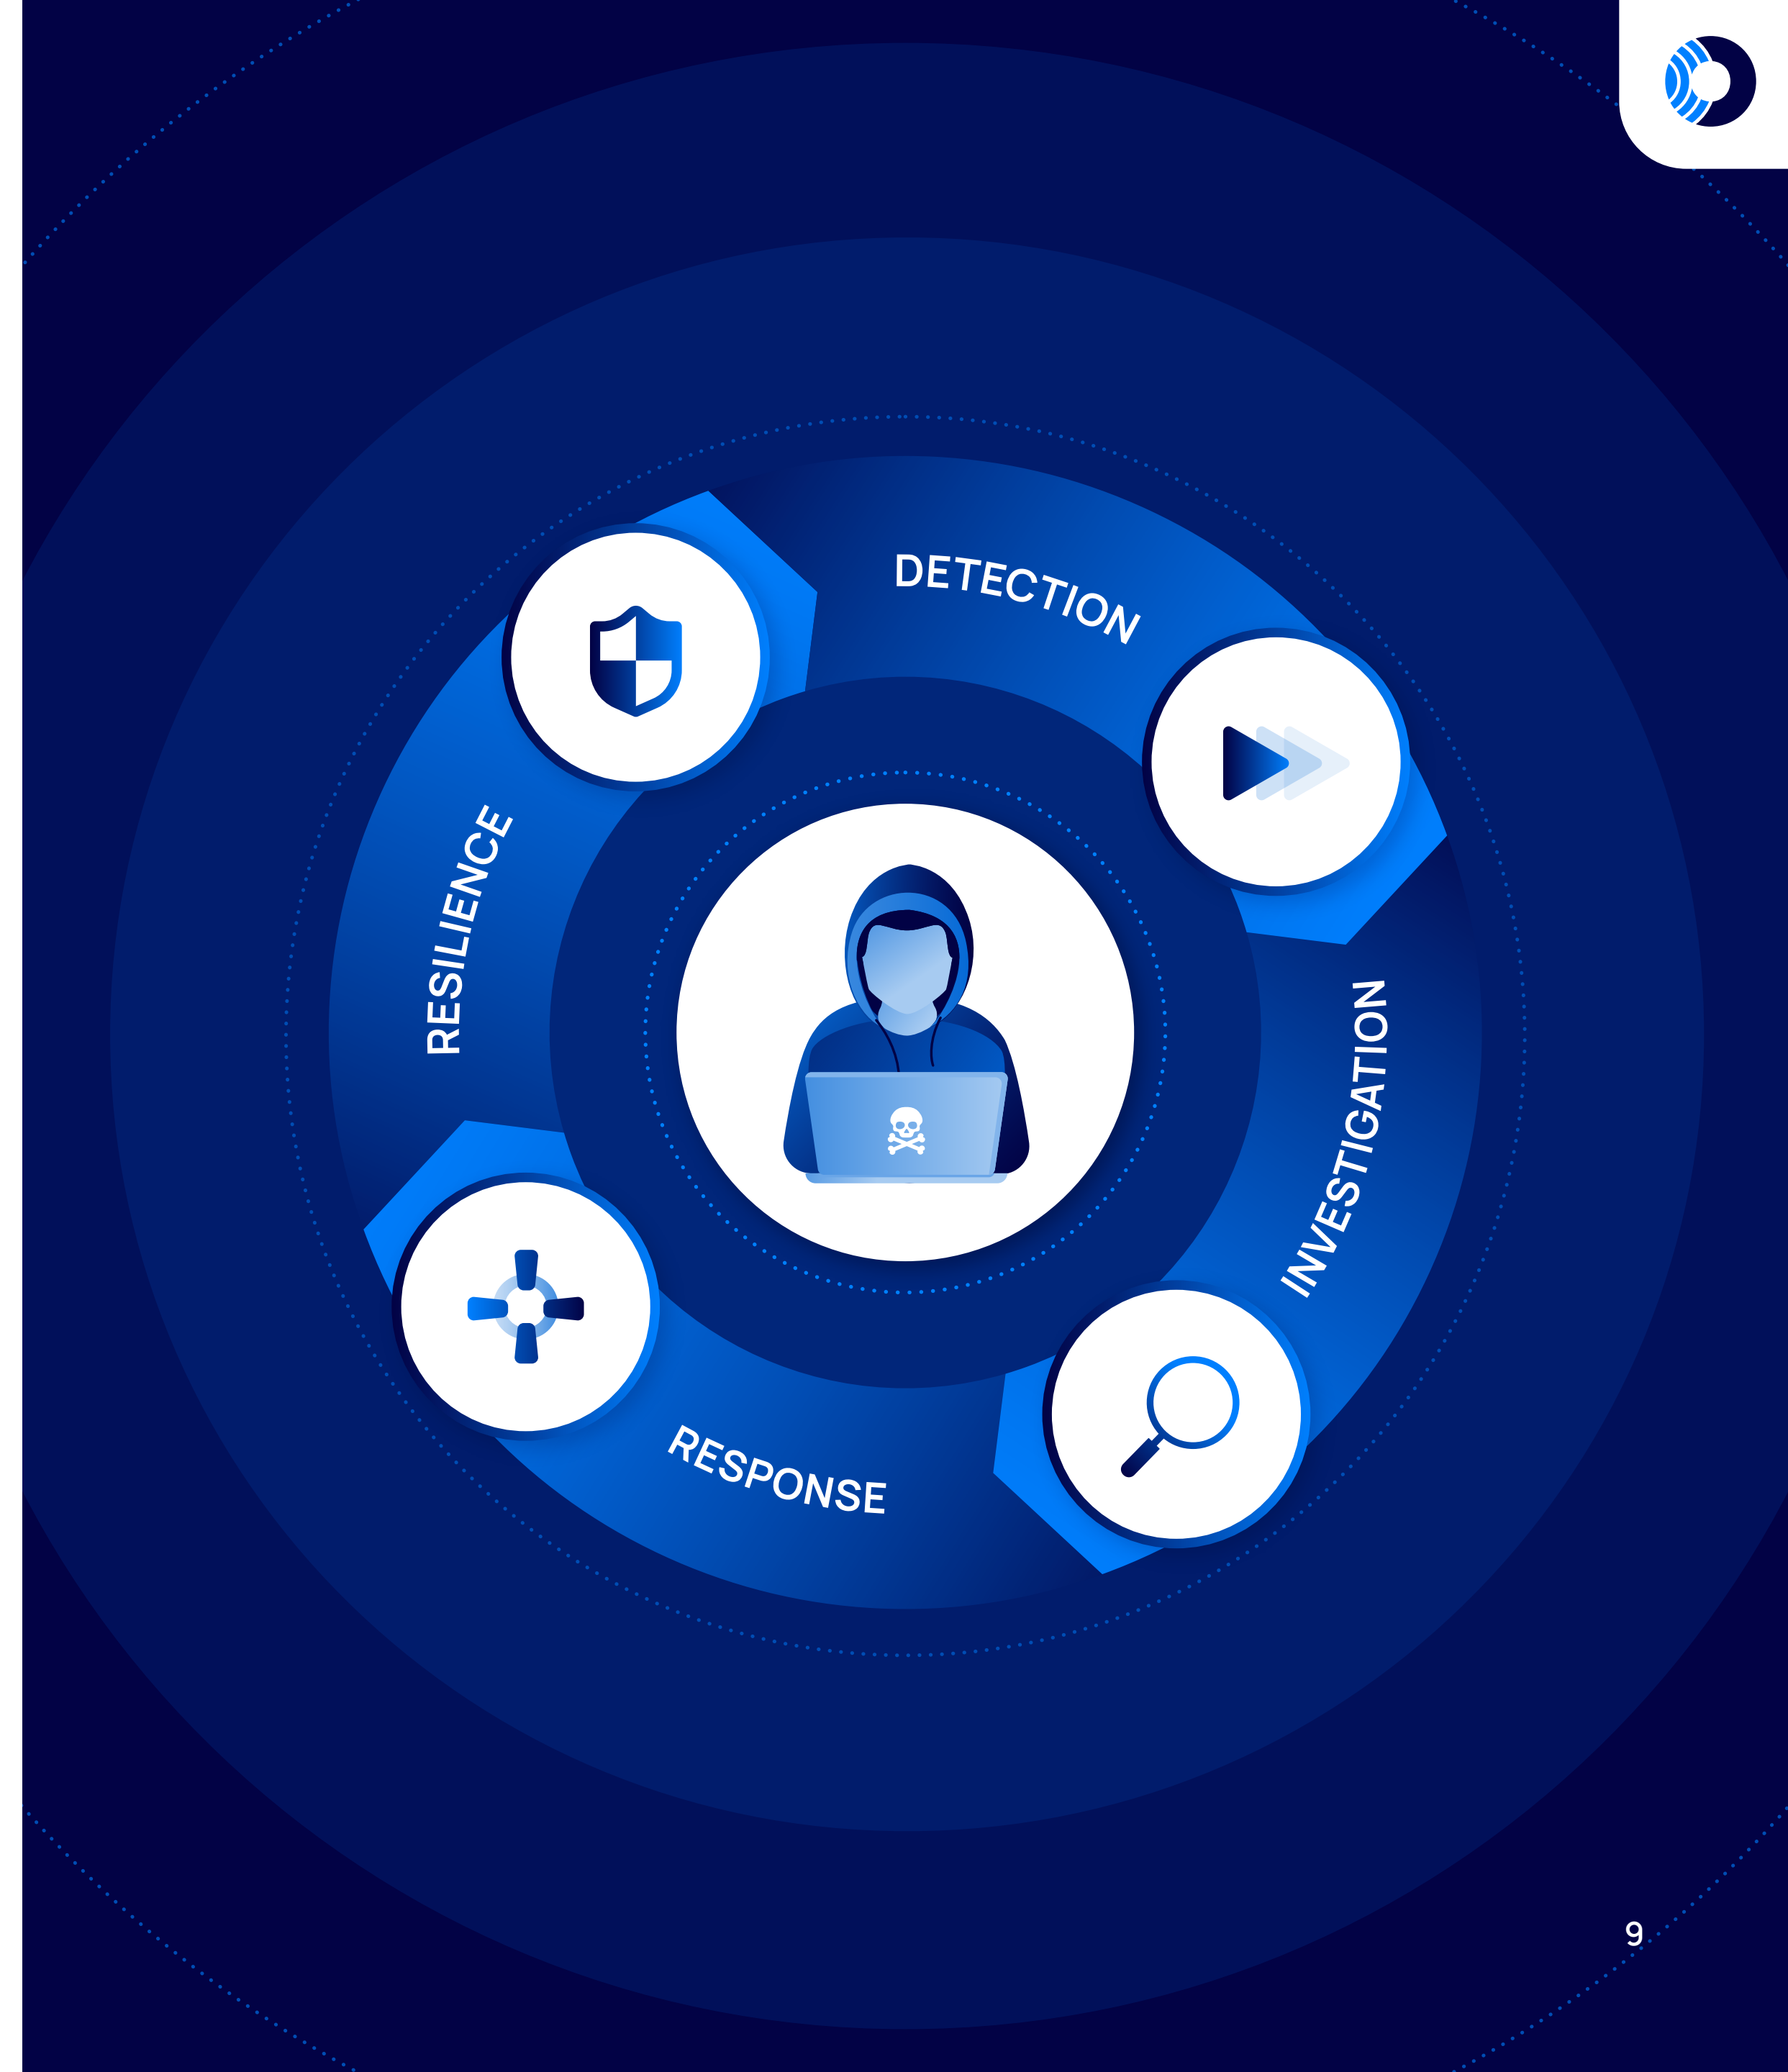 DETECTION
INVESTIGATION
RESPONSE
RESILIENCE
9